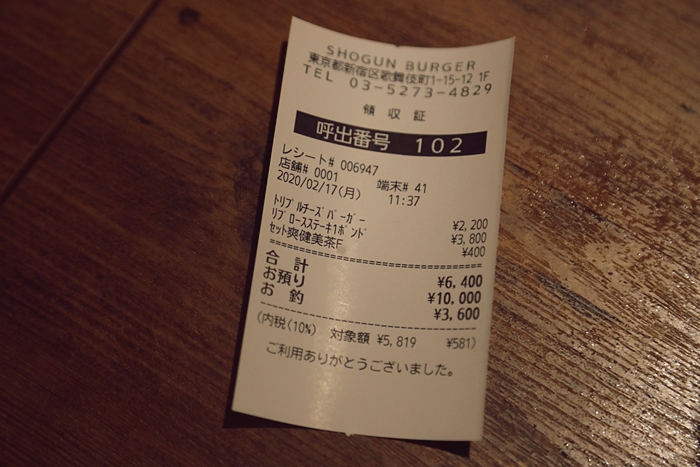 SHOGUN BURGER
東京都新宿区歌舞伎町1-15-12 1F
TEL 03-5273-4829
領 収 証
呼出番号 102
レシート# 006947
店舗# 0001 端末# 41
2020/02/17(月) 11:37
トリプルチーズバーガー ¥2,200
リブロースステーキ1ポンド ¥3,800
セット爽健美茶F ¥400
合 計 ¥6,400
お預り ¥10,000
お 釣 ¥3,600
(内税(10%) 対象額 ¥5,819 ¥581)
ご利用ありがとうございました。